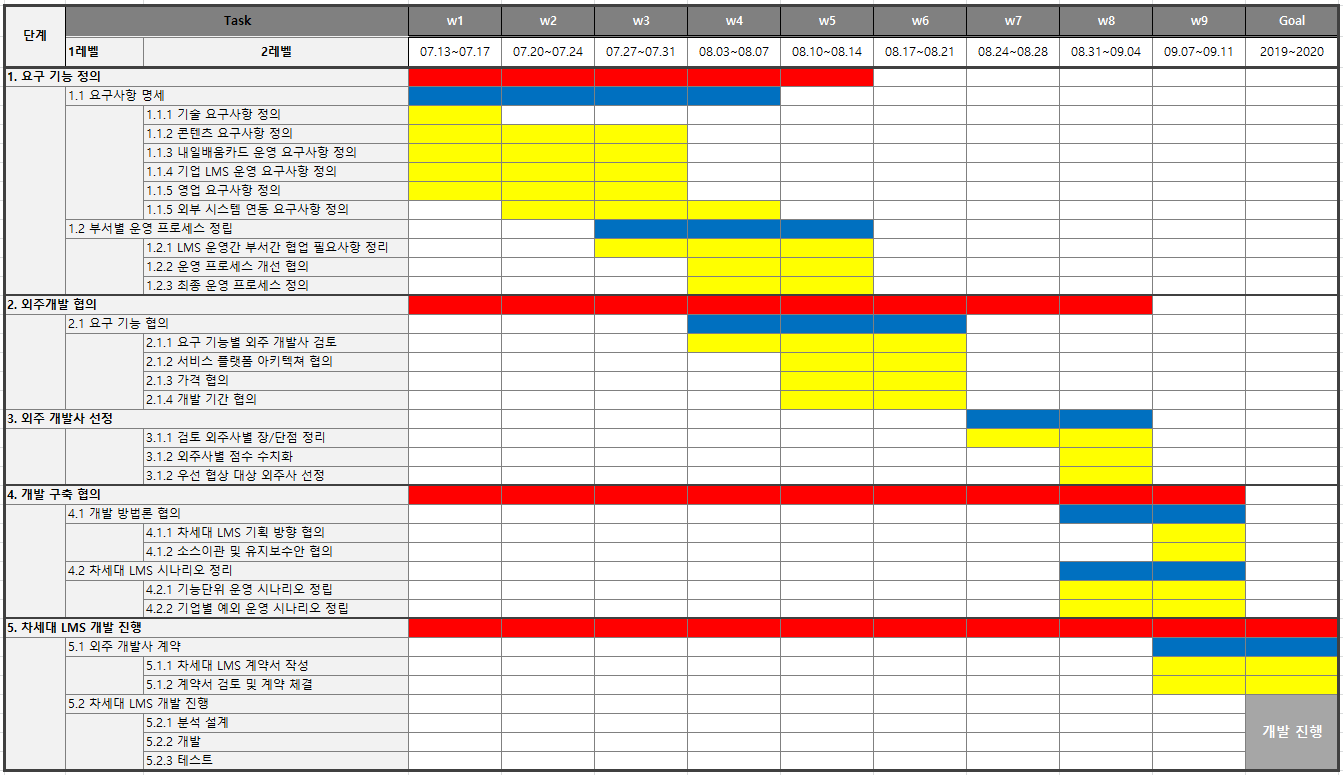 단계 Task w1 w2 w3 w4 w5 w6 w7 w8 w9 Goal
1레벨 2레벨 07.13~07.17 07.20~07.24 07.27~07.31 08.03~08.07 08.10~08.14 08.17~08.21 08.24~08.28 08.31~09.04 09.07~09.11 2019~2020
1. 요구 기능 정의
1.1 요구사항 명세
1.1.1 기술 요구사항 정의
1.1.2 콘텐츠 요구사항 정의
1.1.3 내일배움카드 운영 요구사항 정의
1.1.4 기업 LMS 운영 요구사항 정의
1.1.5 영업 요구사항 정의
1.1.5 외부 시스템 연동 요구사항 정의
1.2 부서별 운영 프로세스 정립
1.2.1 LMS 운영간 부서간 협업 필요사항 정리
1.2.2 운영 프로세스 개선 협의
1.2.3 최종 운영 프로세스 정의
2. 외주개발 협의
2.1 요구 기능 협의
2.1.1 요구 기능별 외주 개발사 검토
2.1.2 서비스 플랫폼 아키텍쳐 협의
2.1.3 가격 협의
2.1.4 개발 기간 협의
3. 외주 개발사 선정
3.1.1 검토 외주사별 장/단점 정리
3.1.2 외주사별 점수 수치화
3.1.2 우선 협상 대상 외주사 선정
4. 개발 구축 협의
4.1 개발 방법론 협의
4.1.1 차세대 LMS 기획 방향 협의
4.1.2 소스이관 및 유지보수안 협의
4.2 차세대 LMS 시나리오 정리
4.2.1 기능단위 운영 시나리오 정립
4.2.2 기업별 예외 운영 시나리오 정립
5. 차세대 LMS 개발 진행
5.1 외주 개발사 계약
5.1.1 차세대 LMS 계약서 작성
5.1.2 계약서 검토 및 계약 체결
5.2 차세대 LMS 개발 진행
5.2.1 분석 설계
5.2.2 개발
5.2.3 테스트
개발 진행